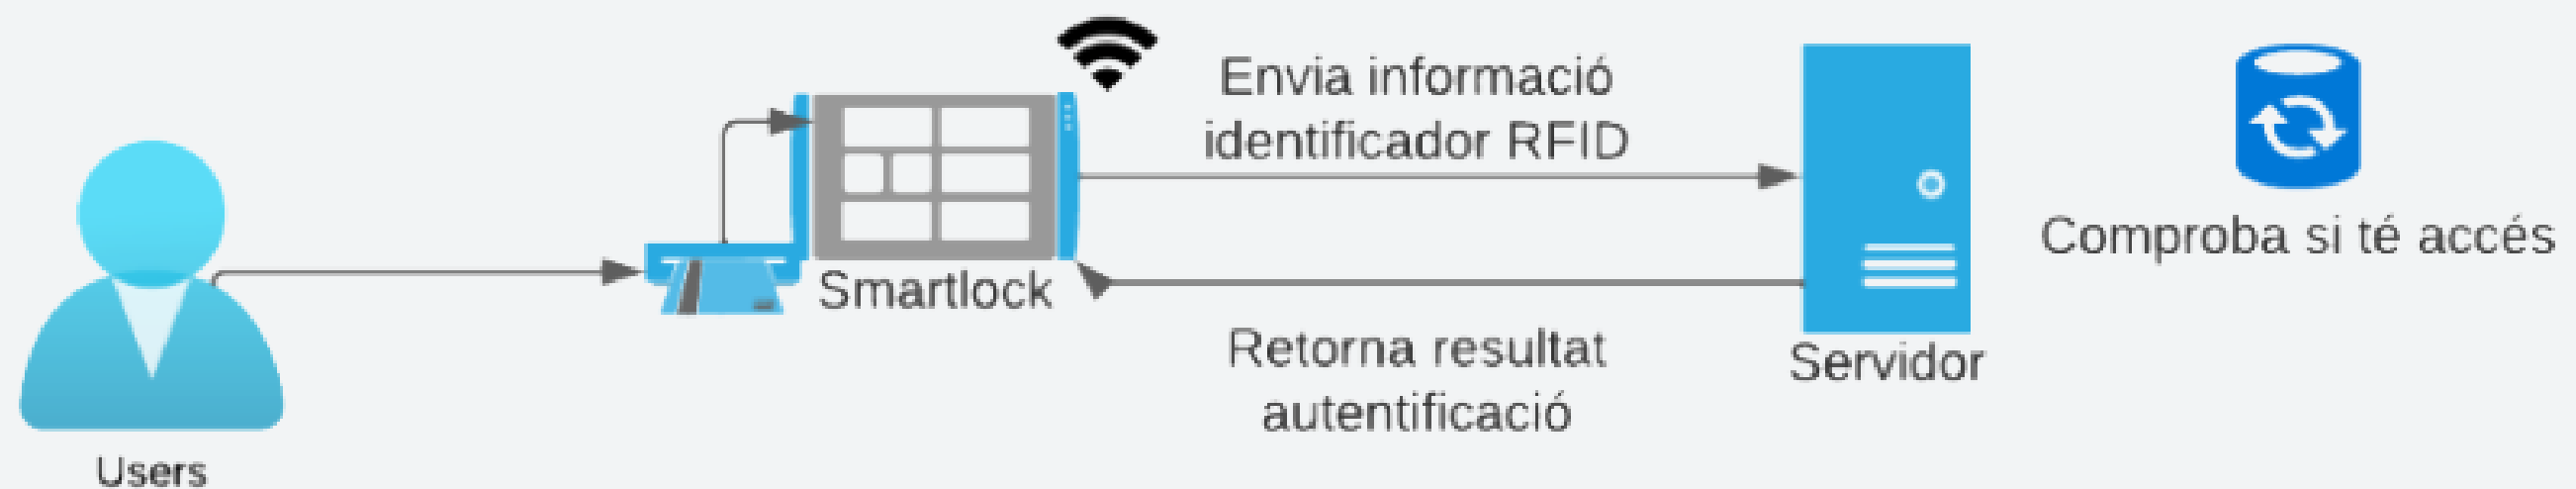 Envia informació
identificador RFID
Comproba si té accés
Smartlock
Retorna resultat
autentificació
Servidor
Users